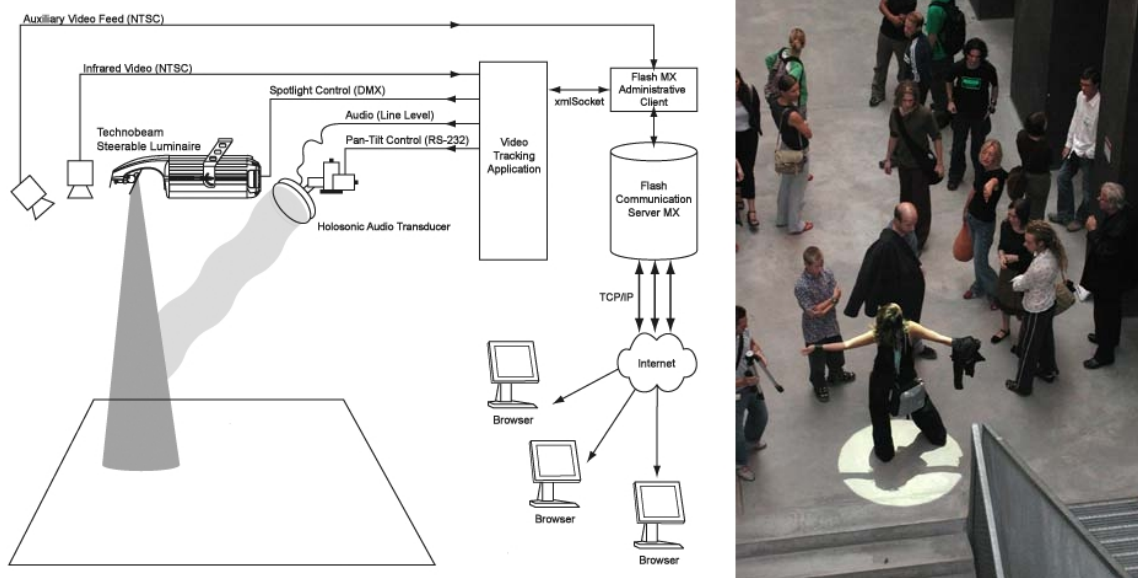 Auxiliary Video Feed (NTSC)
Infrared Video (NTSC)
Spotlight Control (DMX)
Audio (Line Level)
Pan-Tilt Control (RS-232)
Technobeam
Steerable Luminaire
Holosonic Audio Transducer
Video
Tracking
Application
xmlSocket
Flash MX
Administrative
Client
Flash
Communication
Server MX
TCP/IP
Internet
Browser
Browser
Browser